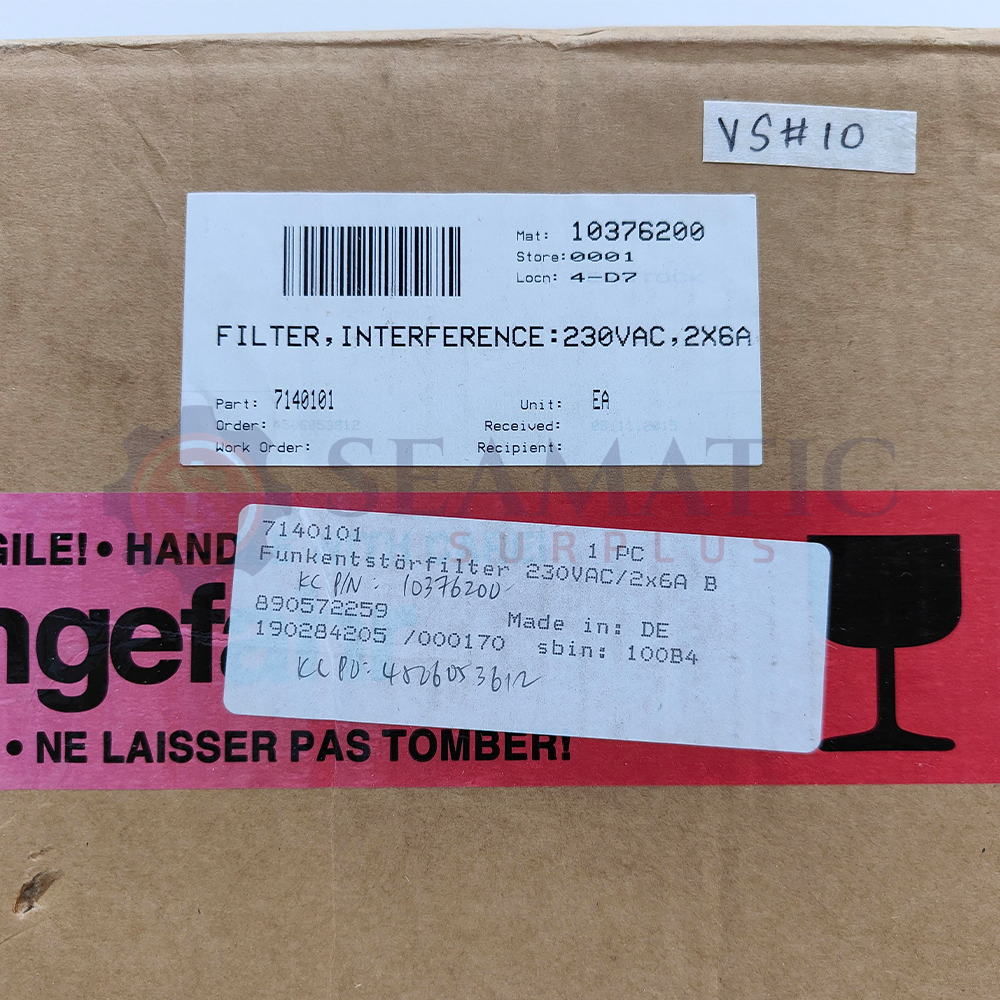 VS#10
Mat: 10376200
Store: 0001
Locn: 4-D7
FILTER, INTERFERENCE:230VAC,2X6A
Part: 7140101 Unit: EA
Order: Received:
Work Order: Recipient:
SEAMATIC
SURPLUS
GILE! • HAND
ngefa
• NE LAISSER PAS TOMBER!
7140101 1 PC
Funkentstörfilter 230VAC/2x6A B
KC P/N: 10376200
890572259 Made in: DE
190284205 /000170 sbin: 100B4
KC PO: